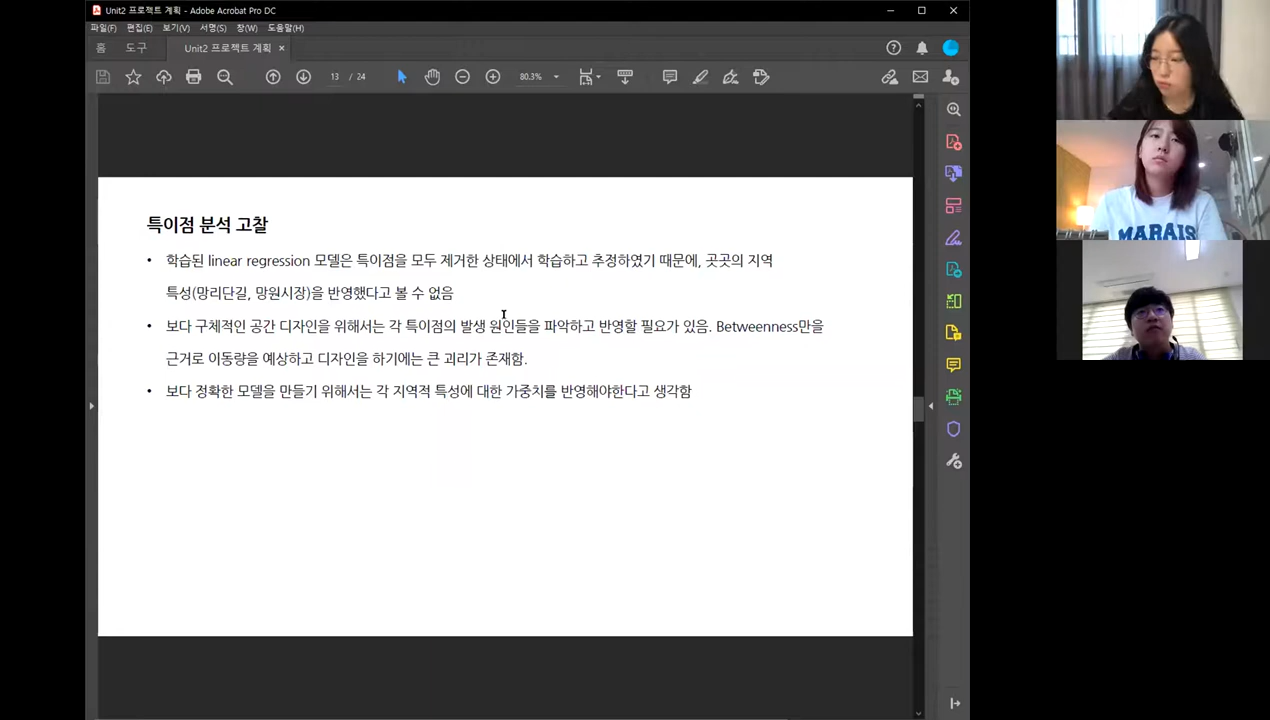 Unit2 프로젝트 계획 - Adobe Acrobat Pro DC
파일(F) 편집(E) 보기(V) 서명(S) 창(W) 도움말(H)
홈 도구 Unit2 프로젝트 계획 ×
13 / 24 80.3%
특이점 분석 고찰
• 학습된 linear regression 모델은 특이점을 모두 제거한 상태에서 학습하고 추정하였기 때문에, 곳곳의 지역
특성(망리단길, 망원시장)을 반영했다고 볼 수 없음
• 보다 구체적인 공간 디자인을 위해서는 각 특이점의 발생 원인들을 파악하고 반영할 필요가 있음. Betweenness만을
근거로 이동량을 예상하고 디자인을 하기에는 큰 괴리가 존재함.
• 보다 정확한 모델을 만들기 위해서는 각 지역적 특성에 대한 가중치를 반영해야한다고 생각함
MARAIS